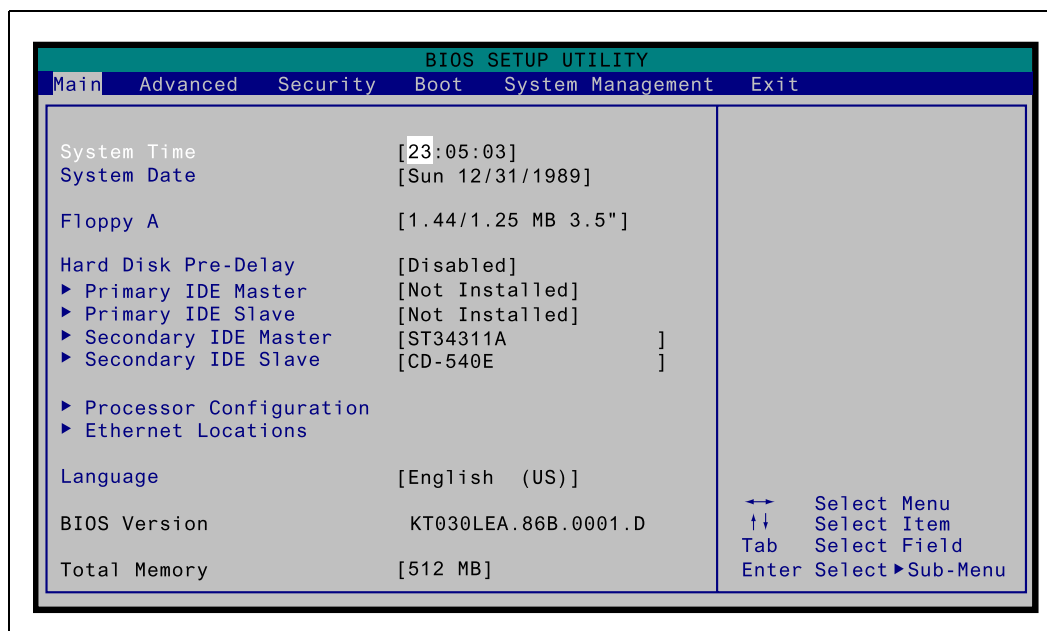 BIOS SETUP UTILITY
Main Advanced Security Boot System Management Exit
System Time [23:05:03]
System Date [Sun 12/31/1989]
Floppy A [1.44/1.25 MB 3.5"]
Hard Disk Pre-Delay [Disabled]
▶ Primary IDE Master [Not Installed]
▶ Primary IDE Slave [Not Installed]
▶ Secondary IDE Master [ST34311A ]
▶ Secondary IDE Slave [CD-540E ]
▶ Processor Configuration
▶ Ethernet Locations
Language [English (US)]
BIOS Version KT030LEA.86B.0001.D
Total Memory [512 MB]
←→ Select Menu
↑↓ Select Item
Tab Select Field
Enter Select ▶ Sub-Menu